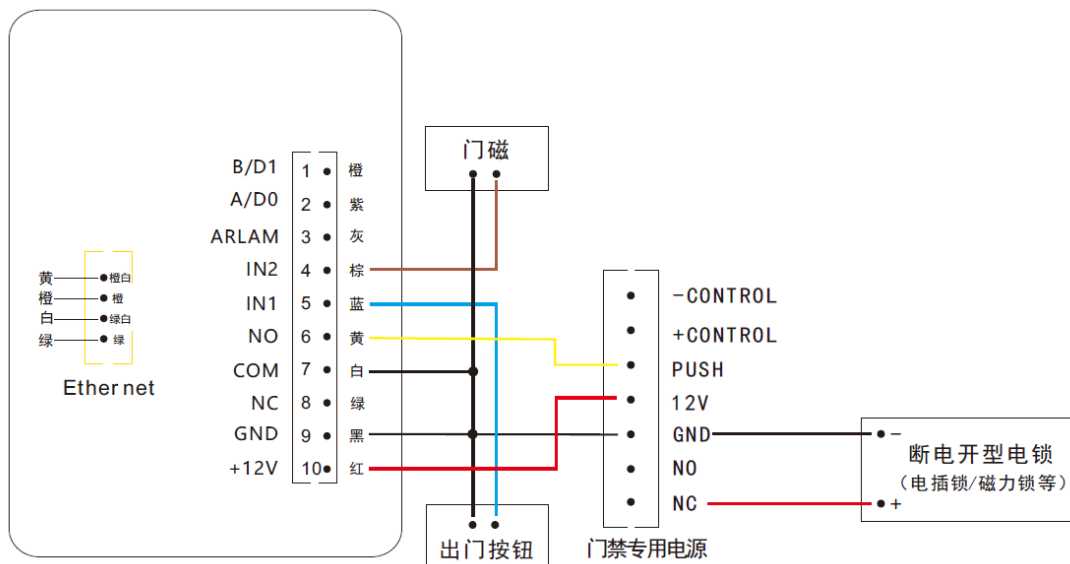 门磁
B/D1 1 橙
A/D0 2 紫
ARLAM 3 灰
IN2 4 棕
IN1 5 蓝
NO 6 黄
COM 7 白
NC 8 绿
GND 9 黑
+12V 10 红
黄 橙白
橙 橙
白 绿白
绿 绿
Ethernet
-CONTROL
+CONTROL
PUSH
12V
GND
NO
NC
门禁专用电源
出门按钮
-
断电开型电锁
(电插锁/磁力锁等)
+